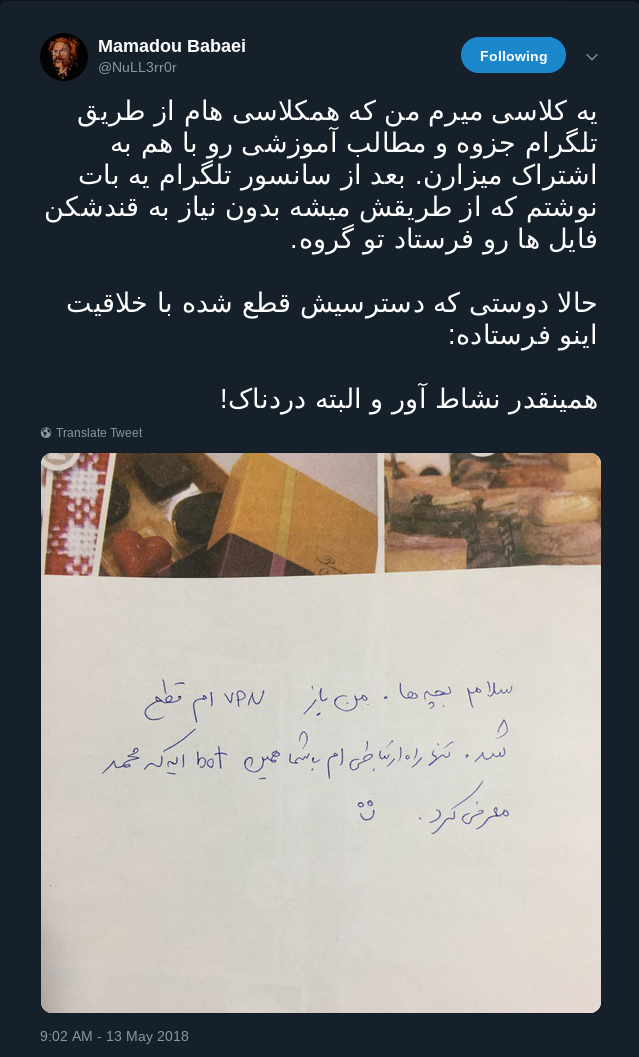 Mamadou Babaei
@NuLL3rr0r
Following
یه کلاسی میرم من که همکلاسی هام از طریق
تلگرام جزوه و مطالب آموزشی رو با هم به
اشتراک میزارن. بعد از سانسور تلگرام یه بات
نوشتم که از طریقش میشه بدون نیاز به قندشکن
فایل ها رو فرستاد تو گروه.
حالا دوستی که دسترسیش قطع شده با خلاقیت
اینو فرستاده:
همینقدر نشاط آور و البته دردناک!
Translate Tweet
سلام بچه ها. من باز VPN ام قطع
شد. تنها راه ارتباطی ام با شما همین bot ایه که محمد
معرفی کرد.
9:02 AM - 13 May 2018